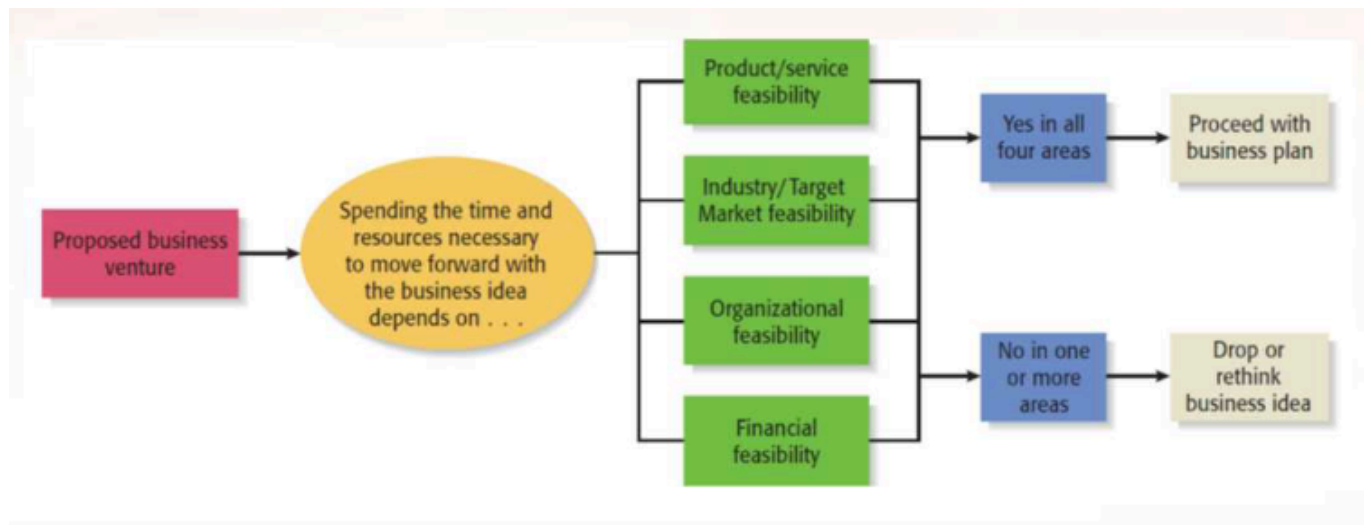 Proposed business
venture
Spending the time and
resources necessary
to move forward with
the business idea
depends on . . .
Product/service
feasibility
Industry/Target
Market feasibility
Organizational
feasibility
Financial
feasibility
Yes in all
four areas
Proceed with
business plan
No in one
or more
areas
Drop or
rethink
business idea